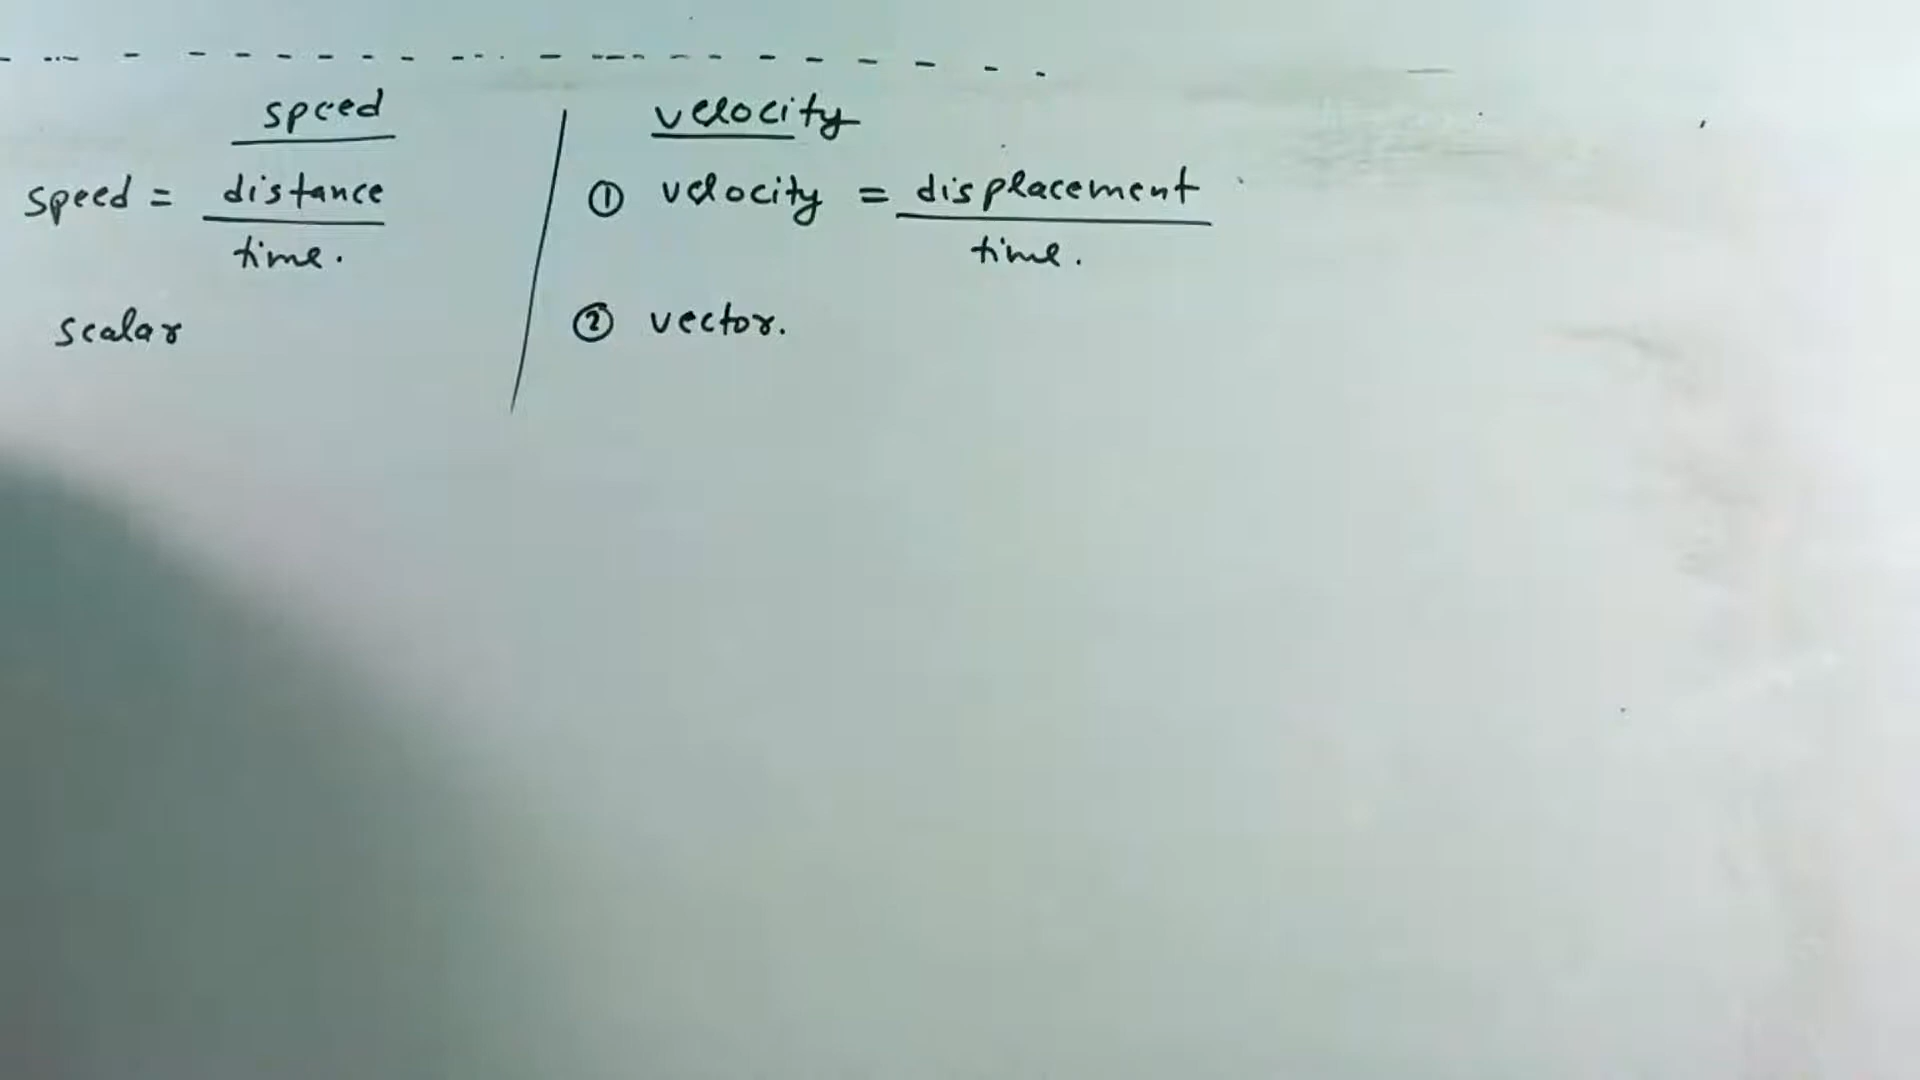 speed
speed = distance
time.
scalar
velocity
① velocity = displacement
time.
② vector.